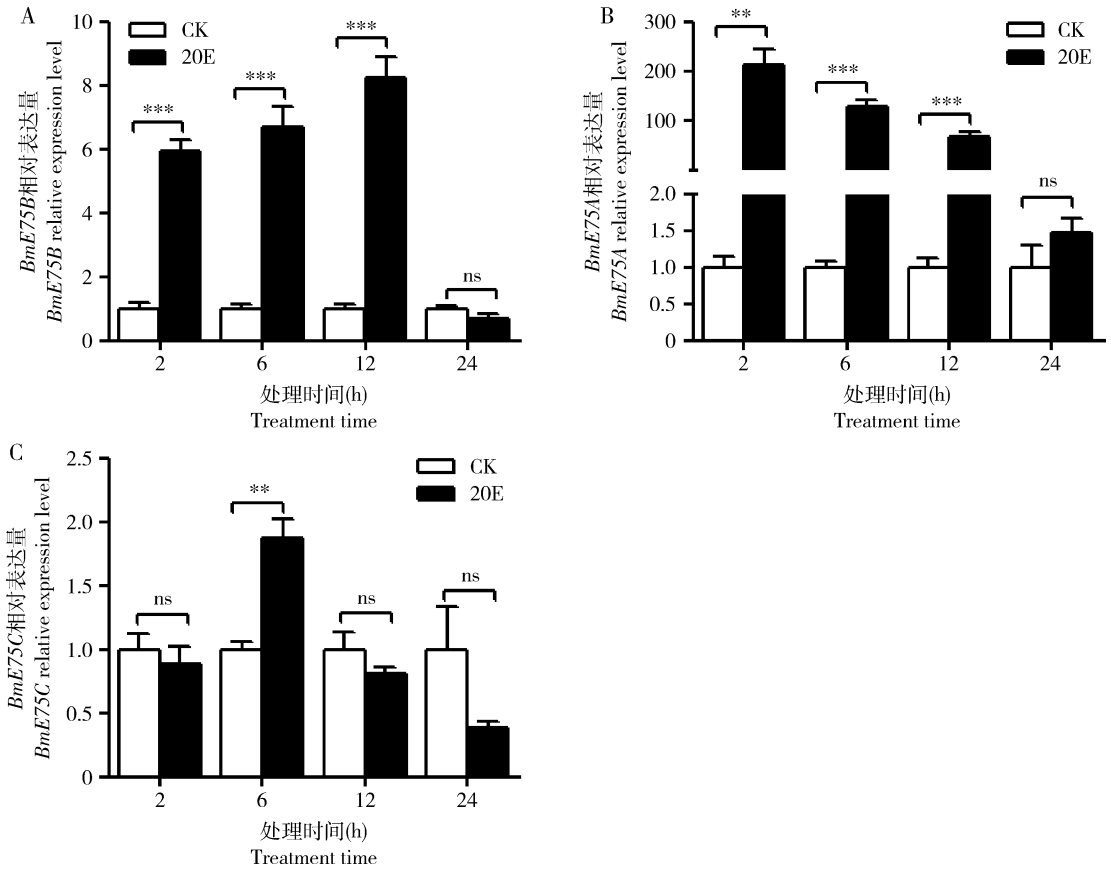 A
BmE75B相对表达量
BmE75B relative expression level
10
8
6
4
2
0
CK
20E
***
***
***
ns
2 6 12 24
处理时间(h)
Treatment time
B
BmE75A相对表达量
BmE75A relative expression level
300
200
100
2.0
1.5
1.0
0.5
0
CK
20E
**
***
***
ns
2 6 12 24
处理时间(h)
Treatment time
C
BmE75C相对表达量
BmE75C relative expression level
2.5
2.0
1.5
1.0
0.5
0
CK
20E
ns
**
ns
ns
2 6 12 24
处理时间(h)
Treatment time